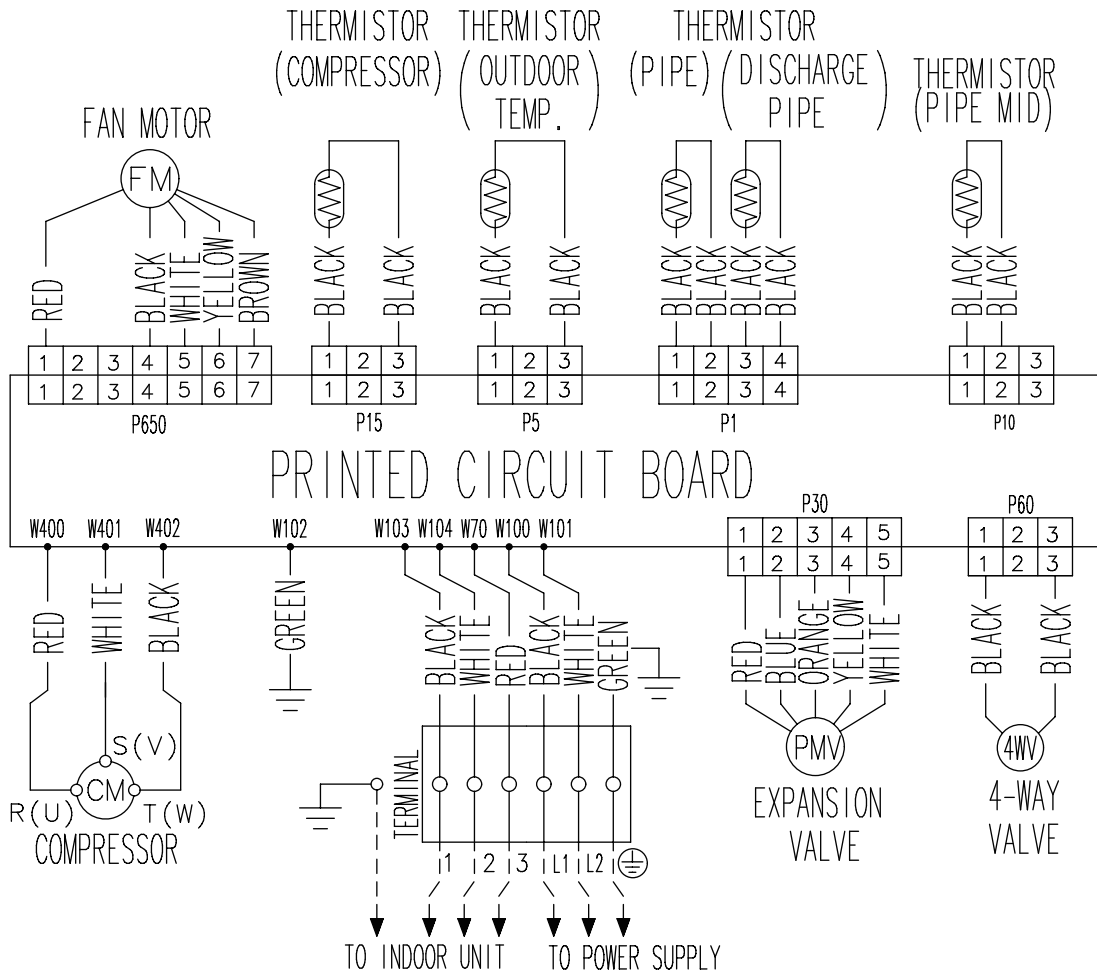 THERMISTOR
(COMPRESSOR)
THERMISTOR
(OUTDOOR
TEMP.)
THERMISTOR
(PIPE) (DISCHARGE
PIPE)
THERMISTOR
(PIPE MID)
FAN MOTOR
FM
RED
BLACK
WHITE
YELLOW
BROWN
BLACK
BLACK
BLACK
BLACK
BLACK
BLACK
BLACK
BLACK
BLACK
BLACK
1 2 3 4 5 6 7
1 2 3 4 5 6 7
P650
1 2 3
1 2 3
P15
1 2 3
1 2 3
P5
1 2 3 4
1 2 3 4
P1
1 2 3
1 2 3
P10
PRINTED CIRCUIT BOARD
W400 W401 W402 W102 W103 W104 W70 W100 W101
P30
1 2 3 4 5
1 2 3 4 5
P60
1 2 3
1 2 3
RED
WHITE
BLACK
GREEN
BLACK
WHITE
RED
BLACK
WHITE
GREEN
RED
BLUE
ORANGE
YELLOW
WHITE
BLACK
BLACK
S(V)
CM
R(U) T(W)
COMPRESSOR
TERMINAL
1 2 3 L1 L2
TO INDOOR UNIT TO POWER SUPPLY
PMV
EXPANSION
VALVE
4WV
4-WAY
VALVE